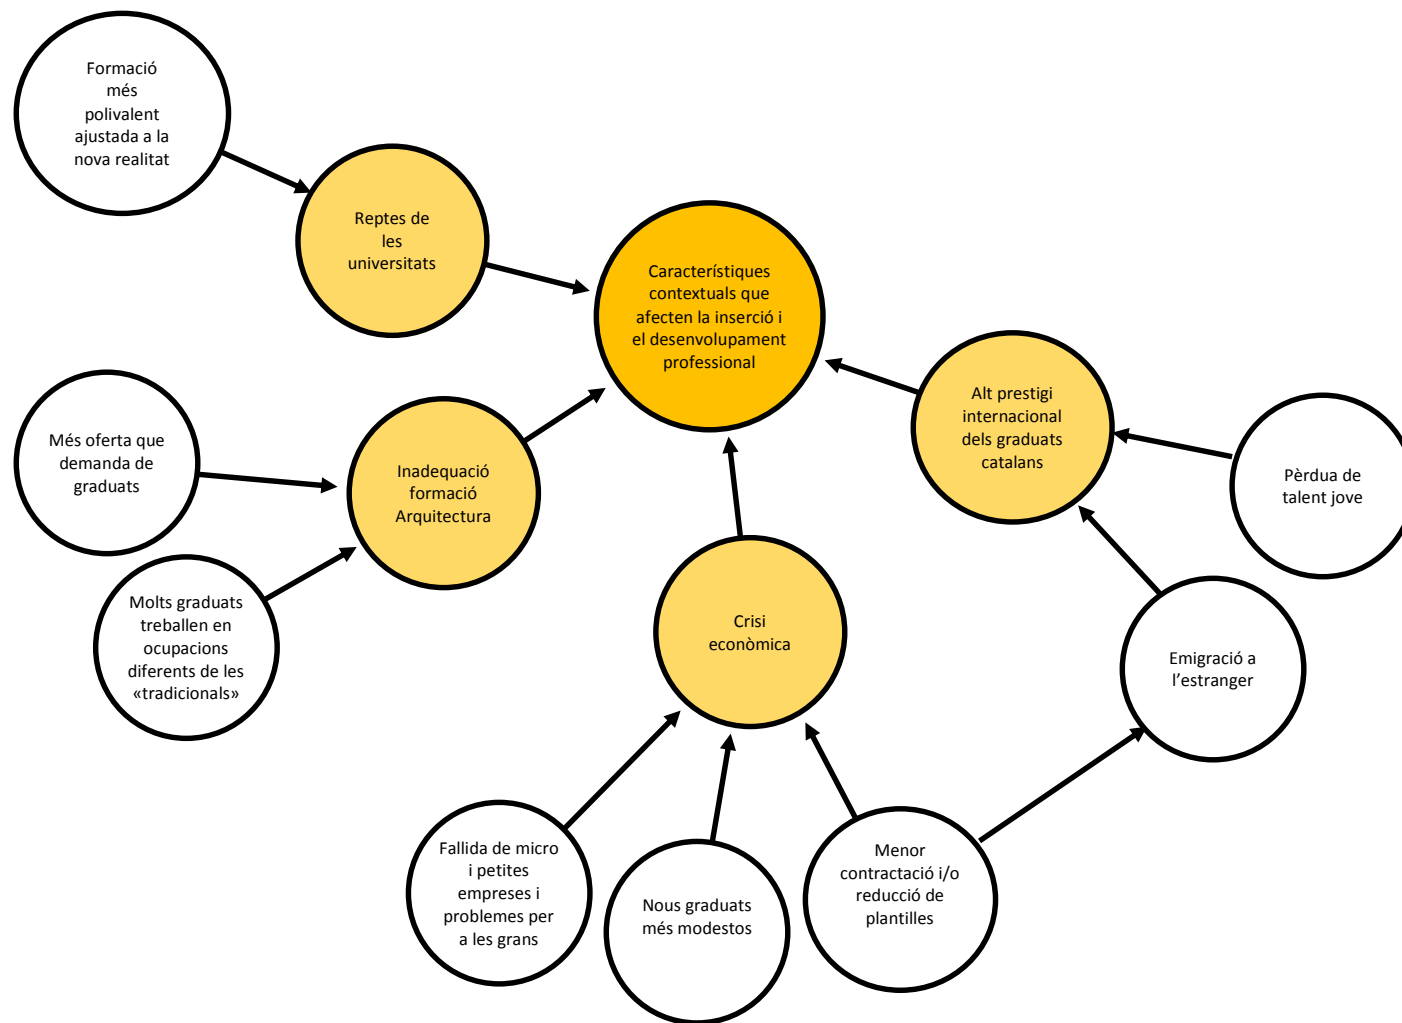 Formació
més
polivalent
ajustada a la
nova realitat
Reptes de
les
universitats
Característiques
contextuals que
afecten la inserció i
el desenvolupament
professional
Alt prestigi
internacional
dels graduats
catalans
Pèrdua de
talent jove
Més oferta que
demanda de
graduats
Inadequació
formació
Arquitectura
Molts graduats
treballen en
ocupacions
diferents de les
«tradicionals»
Crisi
econòmica
Emigració a
l’estranger
Fallida de micro
i petites
empreses i
problemes per
a les grans
Nous graduats
més modestos
Menor
contractació i/o
reducció de
plantilles